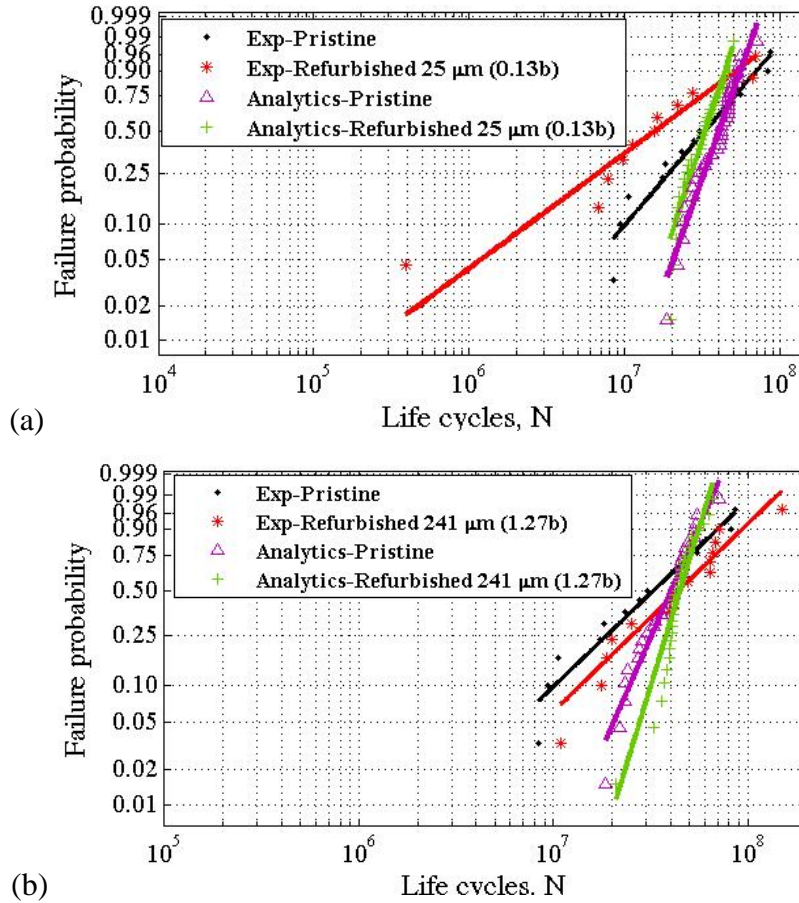 0.999
0.99
0.96
0.90
0.75
0.50
0.25
0.10
0.05
0.02
0.01
Failure probability
Exp-Pristine
Exp-Refurbished 25 µm (0.13b)
Analytics-Pristine
Analytics-Refurbished 25 µm (0.13b)
10^4 10^5 10^6 10^7 10^8
Life cycles, N
(a)
0.999
0.99
0.96
0.90
0.75
0.50
0.25
0.10
0.05
0.02
0.01
Failure probability
Exp-Pristine
Exp-Refurbished 241 µm (1.27b)
Analytics-Pristine
Analytics-Refurbished 241 µm (1.27b)
10^5 10^6 10^7 10^8
Life cycles. N
(b)